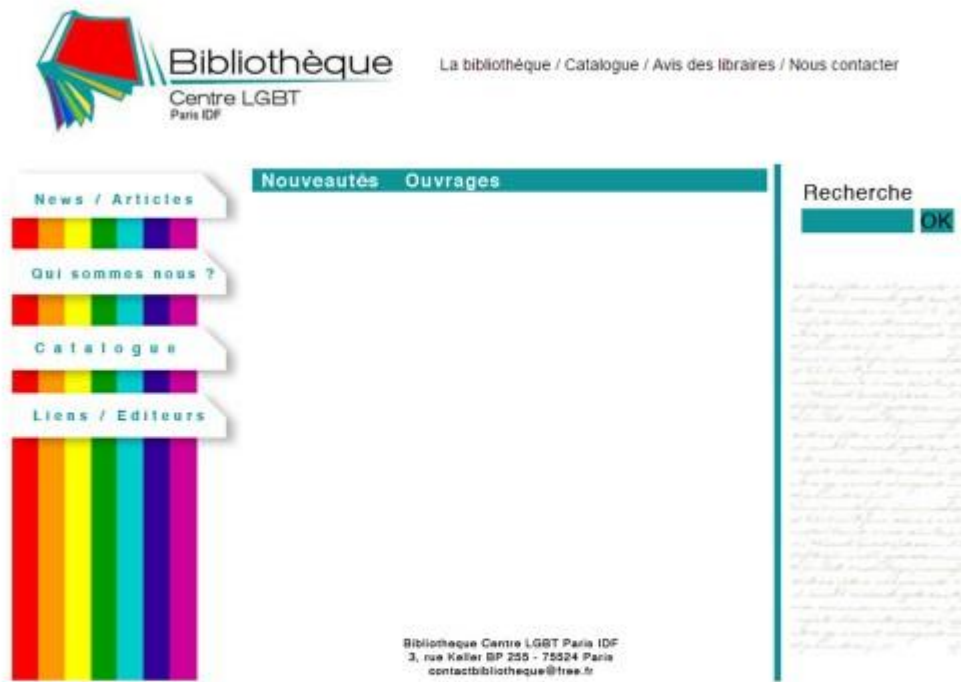 Bibliothèque
Centre LGBT
Paris IDF
La bibliothéque / Catalogue / Avis des libraires / Nous contacter
Nouveautés Ouvrages
Recherche
OK
News / Articles
Qui sommes nous ?
Catalogue
Liens / Editeurs
Bibliotheque Centre LGBT Paris IDF
3, rue Keller BP 255 - 75524 Paris
contactbibliotheque@free.fr